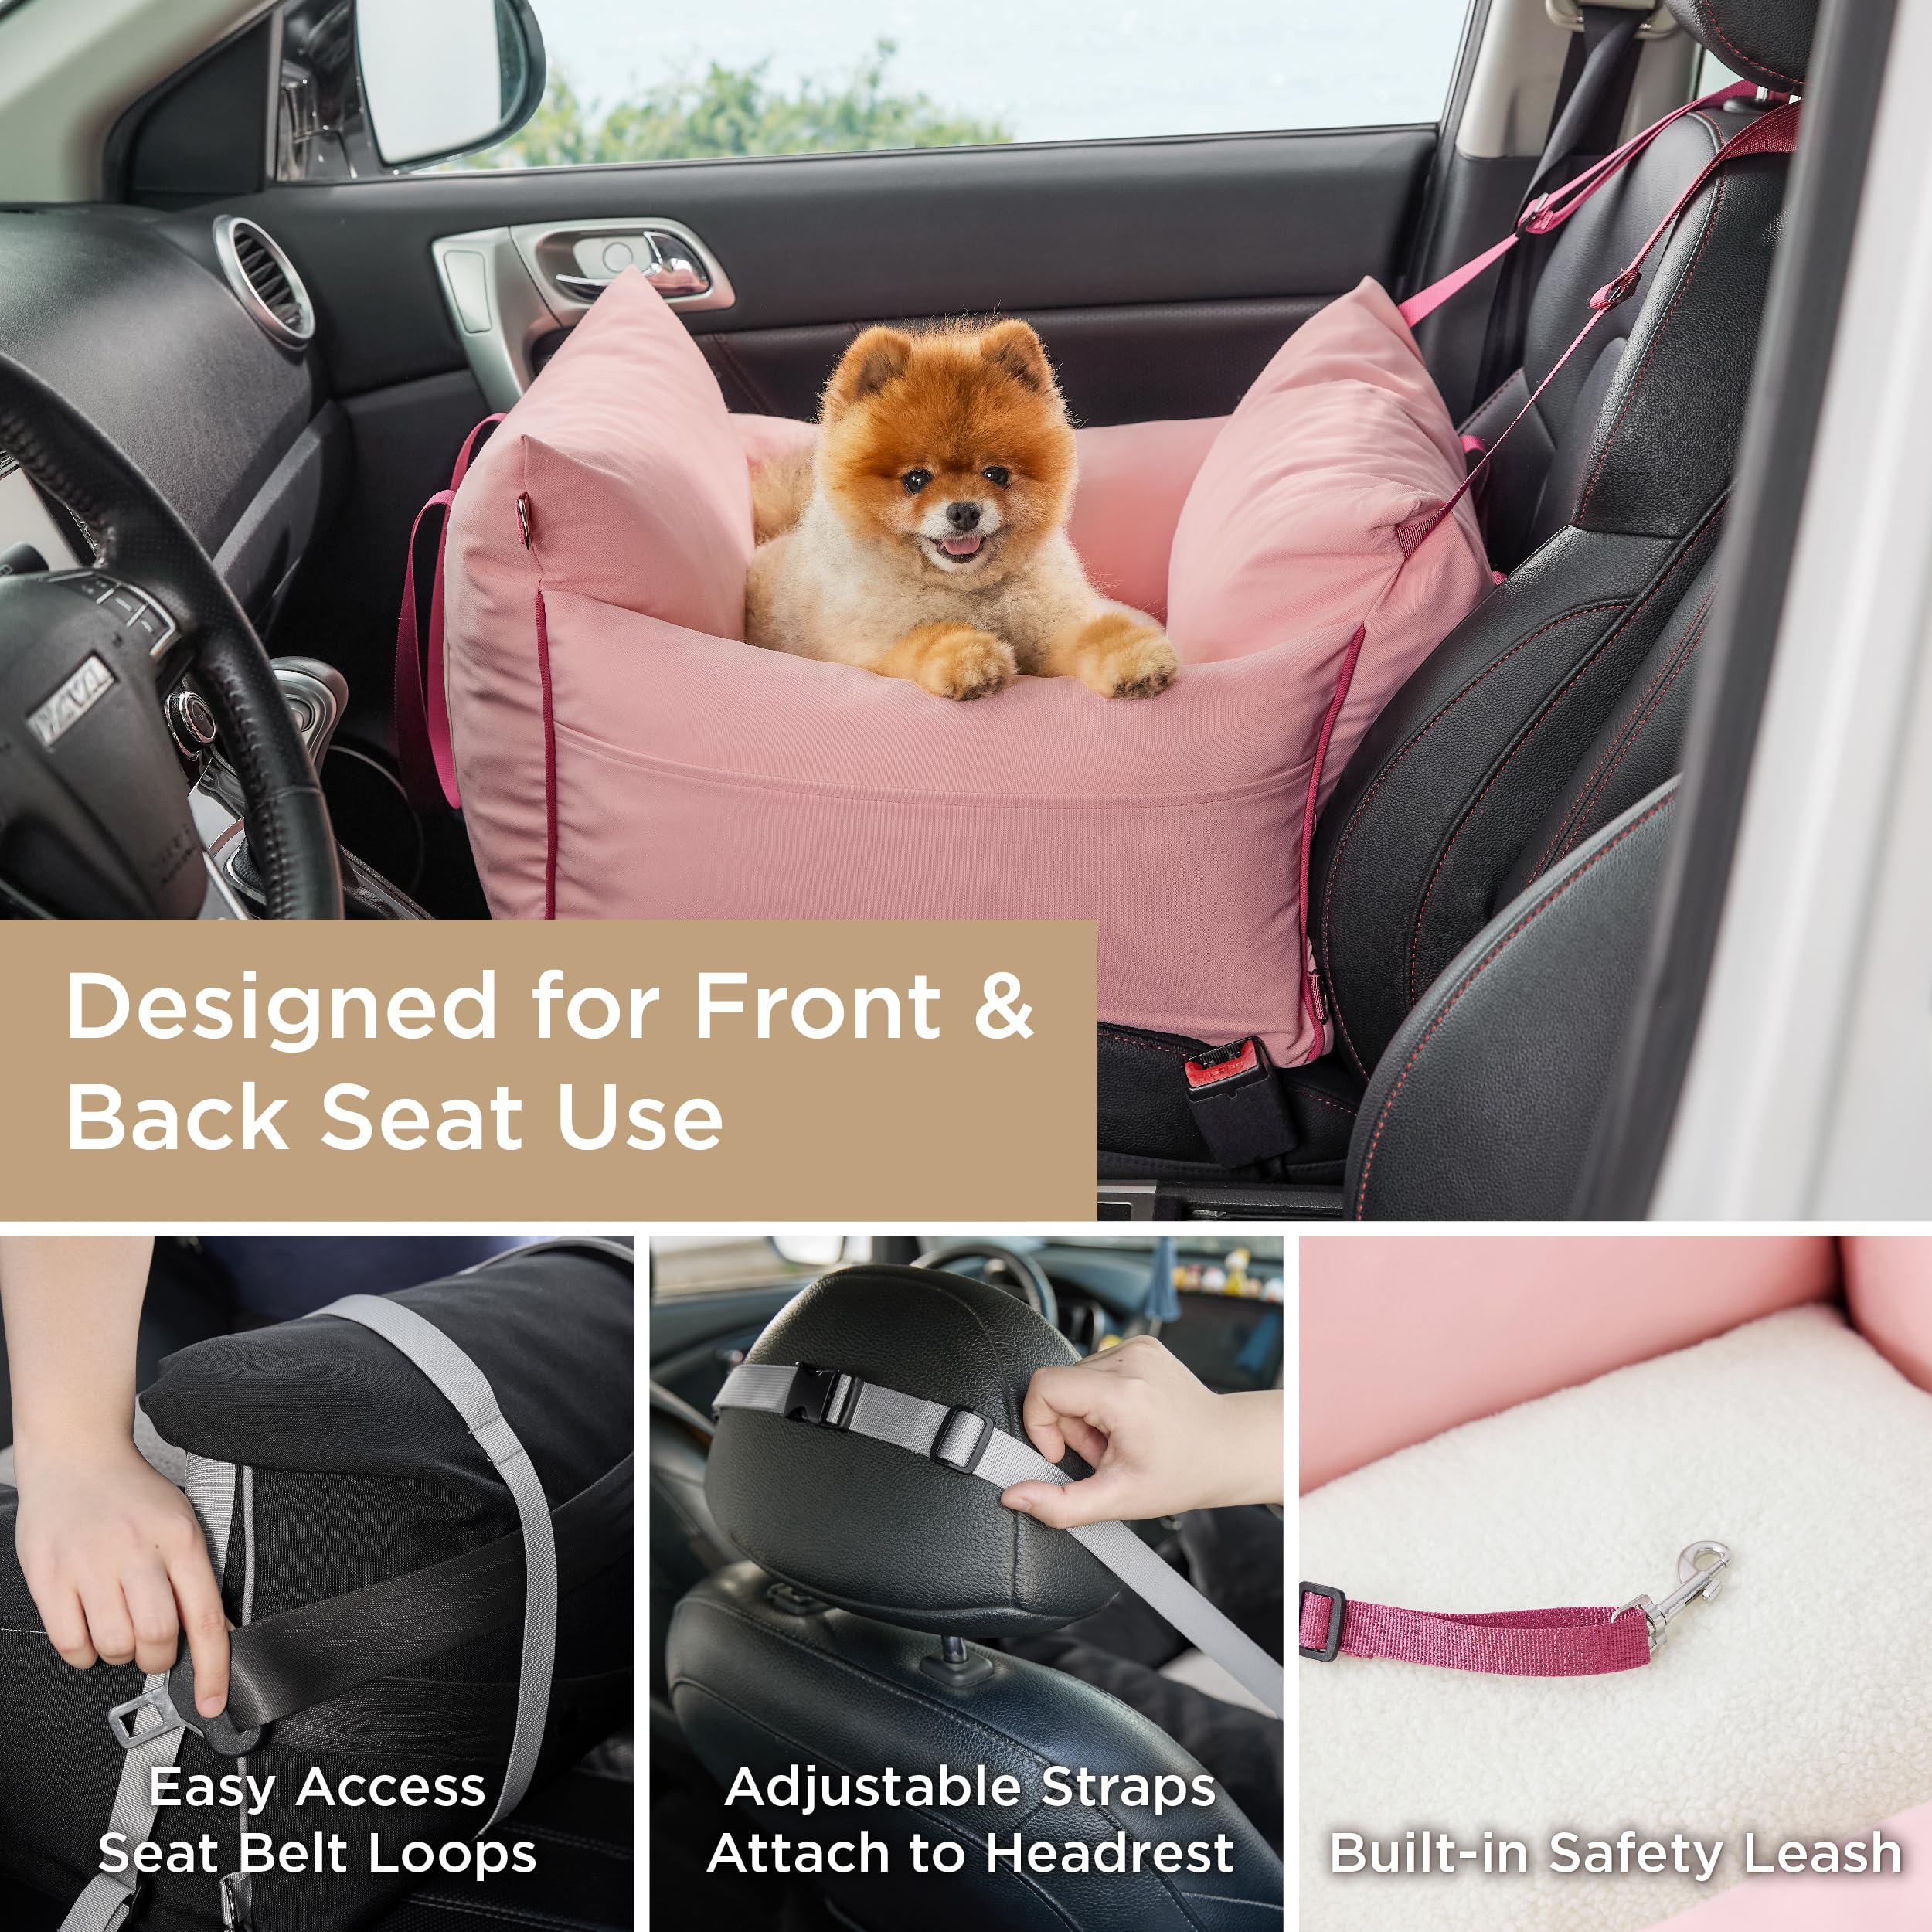 Designed for Front &
Back Seat Use
Easy Access
Seat Belt Loops
Adjustable Straps
Attach to Headrest
Built-in Safety Leash